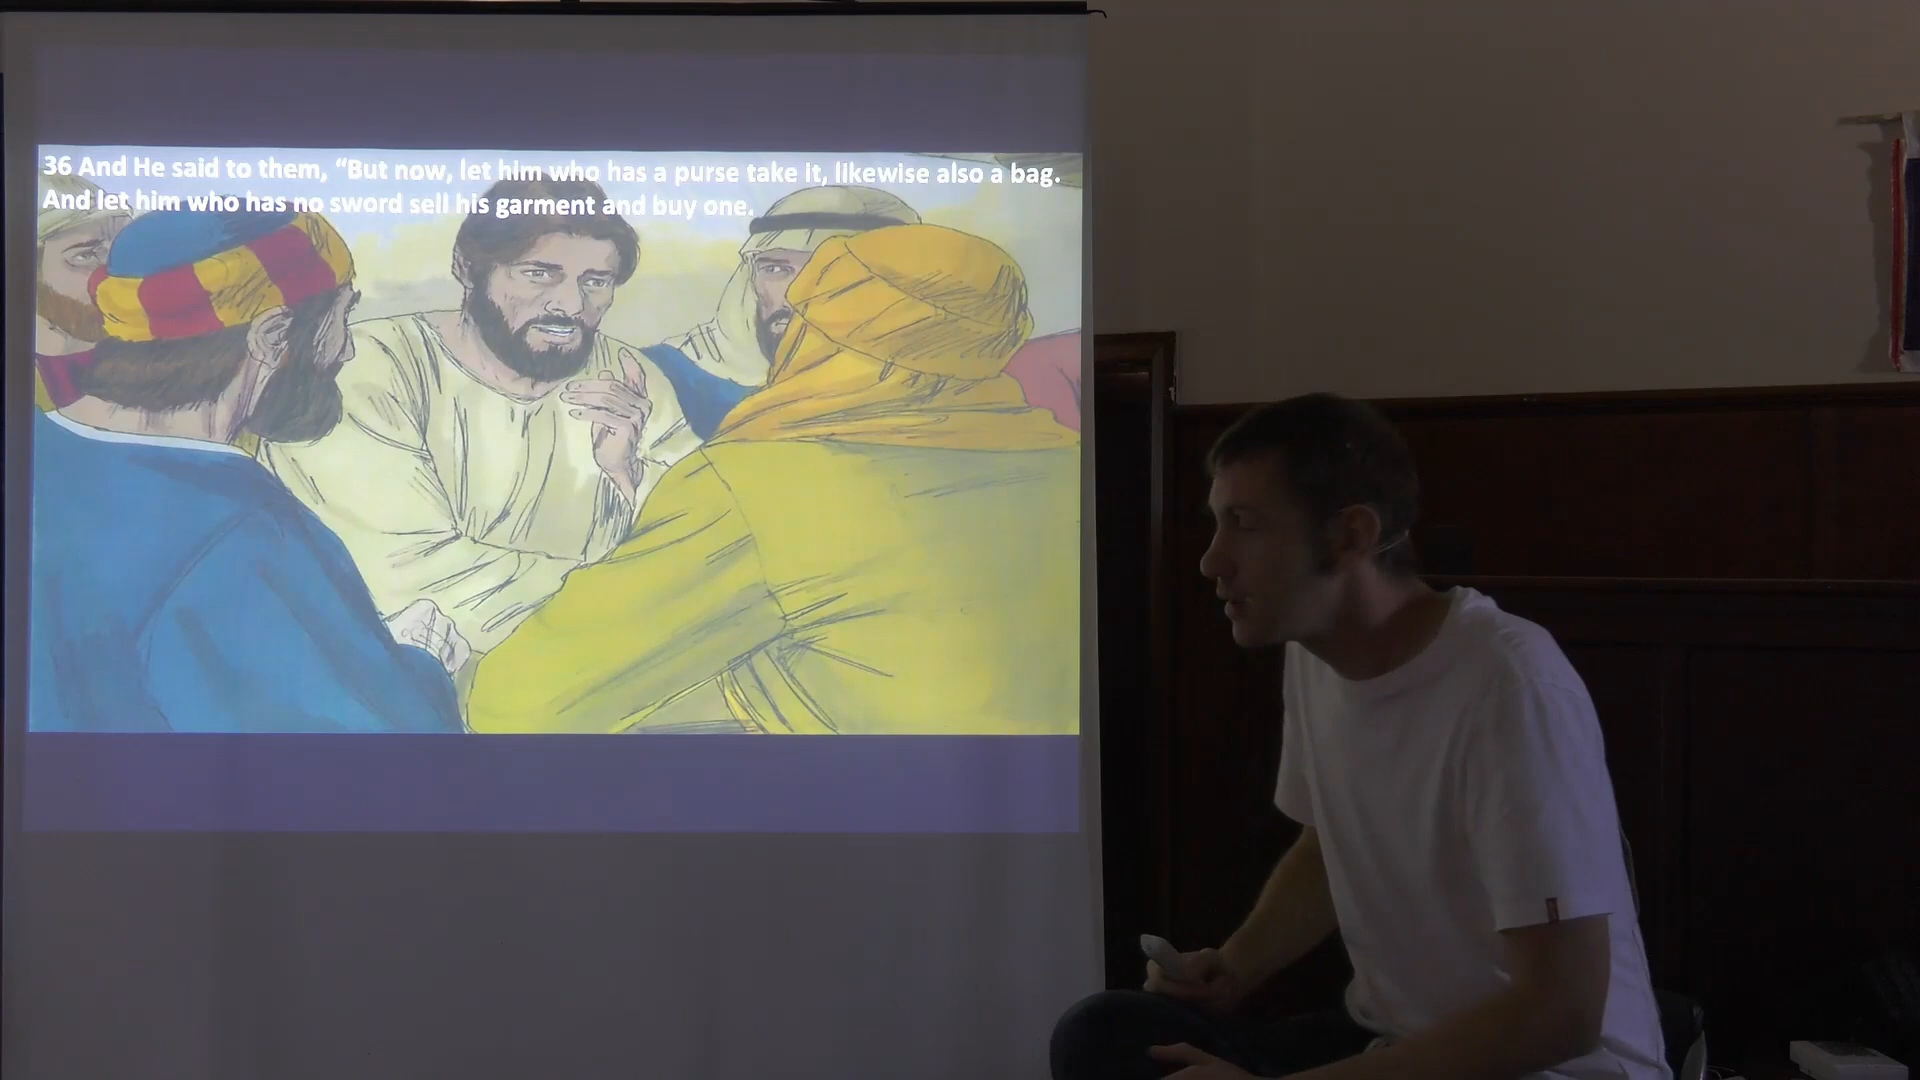 36 And He said to them, “But now, let him who has a purse take it, likewise also a bag.
And let him who has no sword sell his garment and buy one.